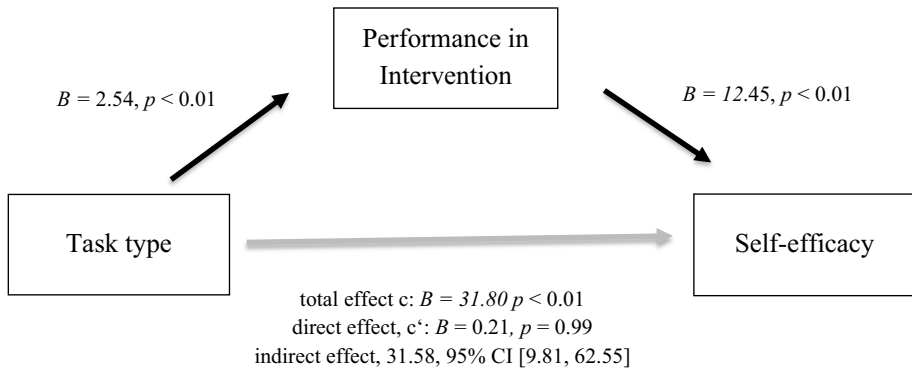 Performance in
Intervention
B = 2.54, p < 0.01
B = 12.45, p < 0.01
Task type
Self-efficacy
total effect c: B = 31.80 p < 0.01
direct effect, c‘: B = 0.21, p = 0.99
indirect effect, 31.58, 95% CI [9.81, 62.55]